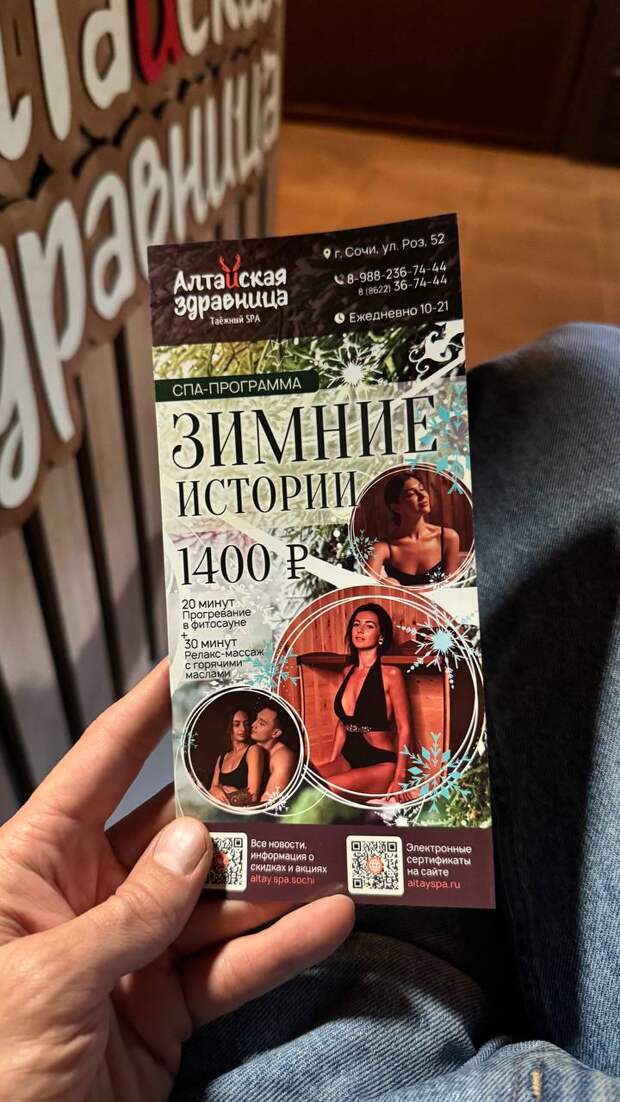 здравница
Алтайская
здравница
Таёжный SPA
г. Сочи, ул. Роз, 52
8-988-236-74-44
8 (8622) 36-74-44
Ежедневно 10-21
СПА-ПРОГРАММА
ЗИМНИЕ
ИСТОРИИ
1400 ₽
20 минут
Прогревание
в фитосауне
+
30 минут
Релакс-массаж
с горячими
маслами
Все новости,
информация о
скидках и акциях
altay.spa.sochi
Электронные
сертификаты
на сайте
altayspa.ru